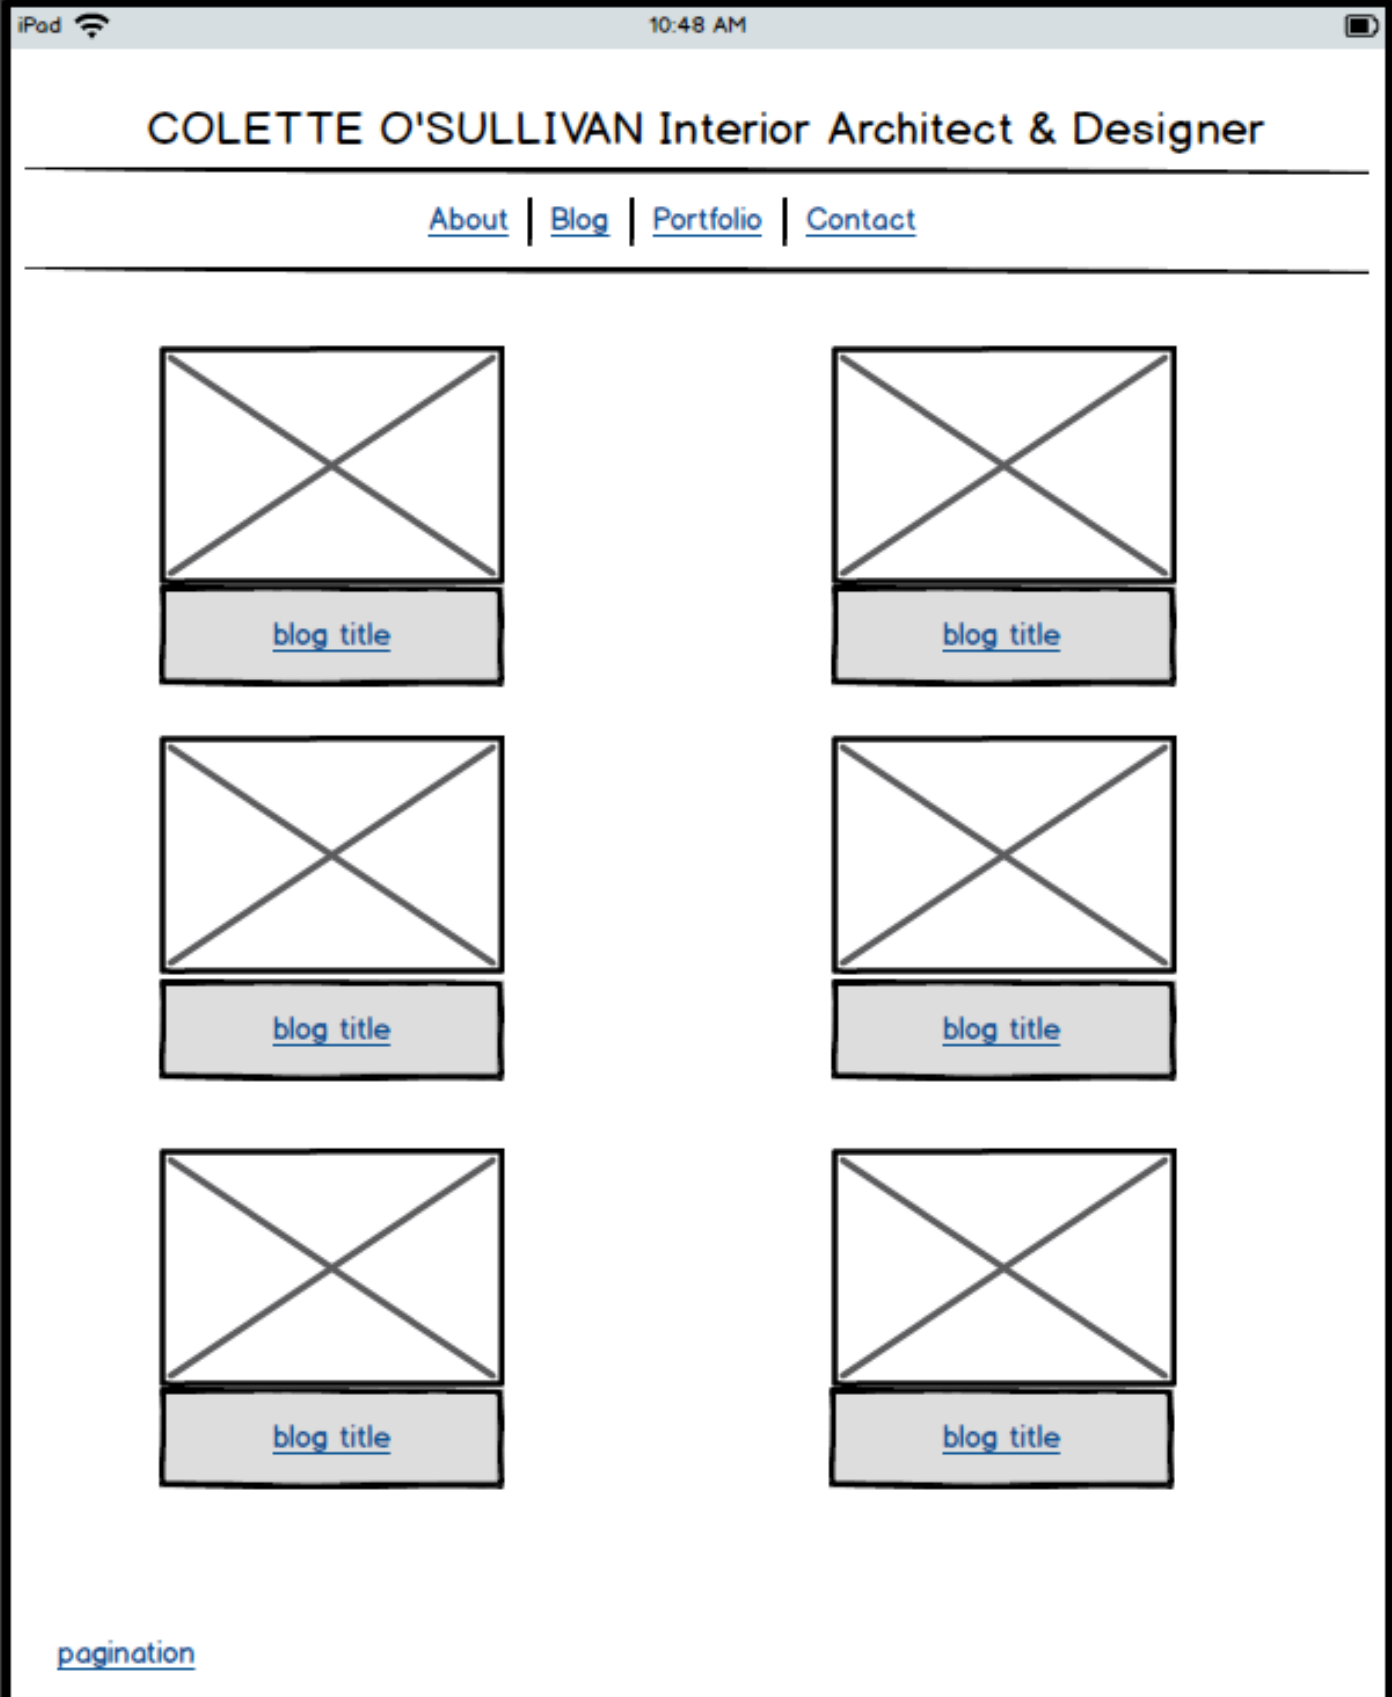 iPad 10:48 AM
COLETTE O'SULLIVAN Interior Architect & Designer
About Blog Portfolio Contact
blog title blog title
blog title blog title
blog title blog title
pagination